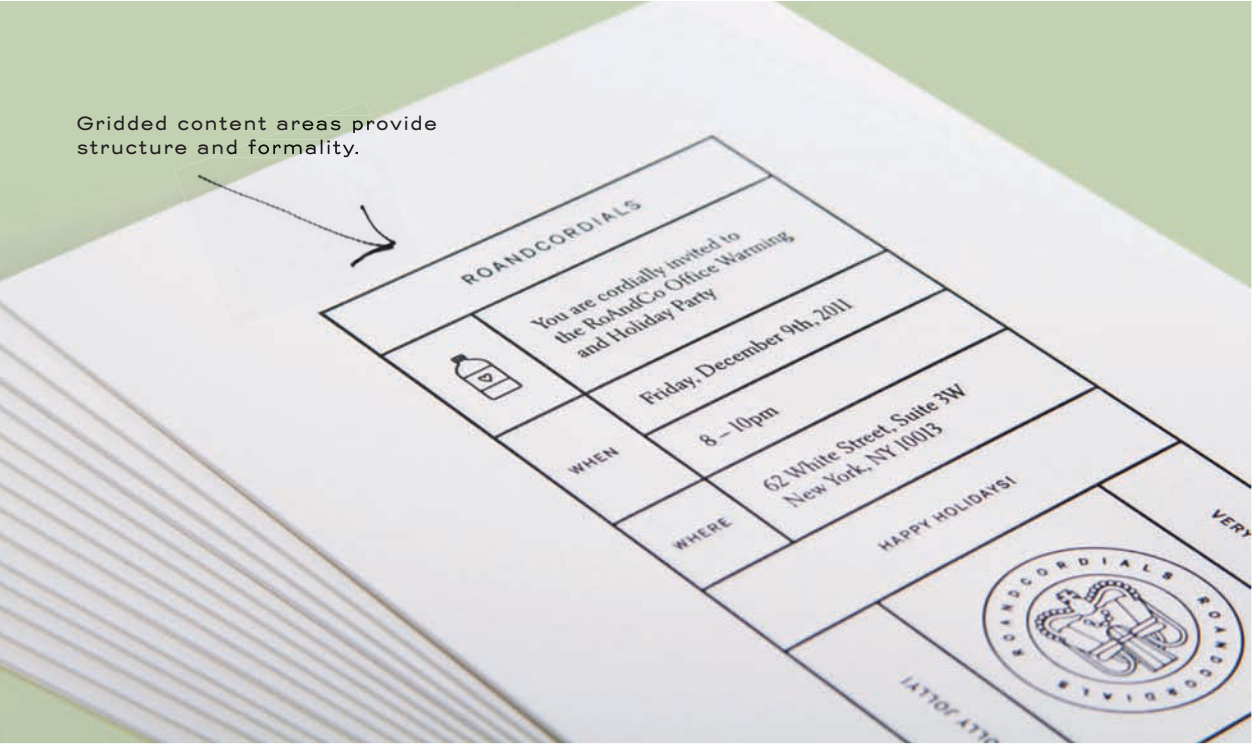 Gridded content areas provide
structure and formality.
ROANDCORDIALS
You are cordially invited to
the RoAndCo Office Warming
and Holiday Party
WHEN
Friday, December 9th, 2011
8 – 10pm
WHERE
62 White Street, Suite 3W
New York, NY 10013
HAPPY HOLIDAYS!
VERY
ROANDCORDIALS ROANDCORDIALS
OLLY JOLLY!